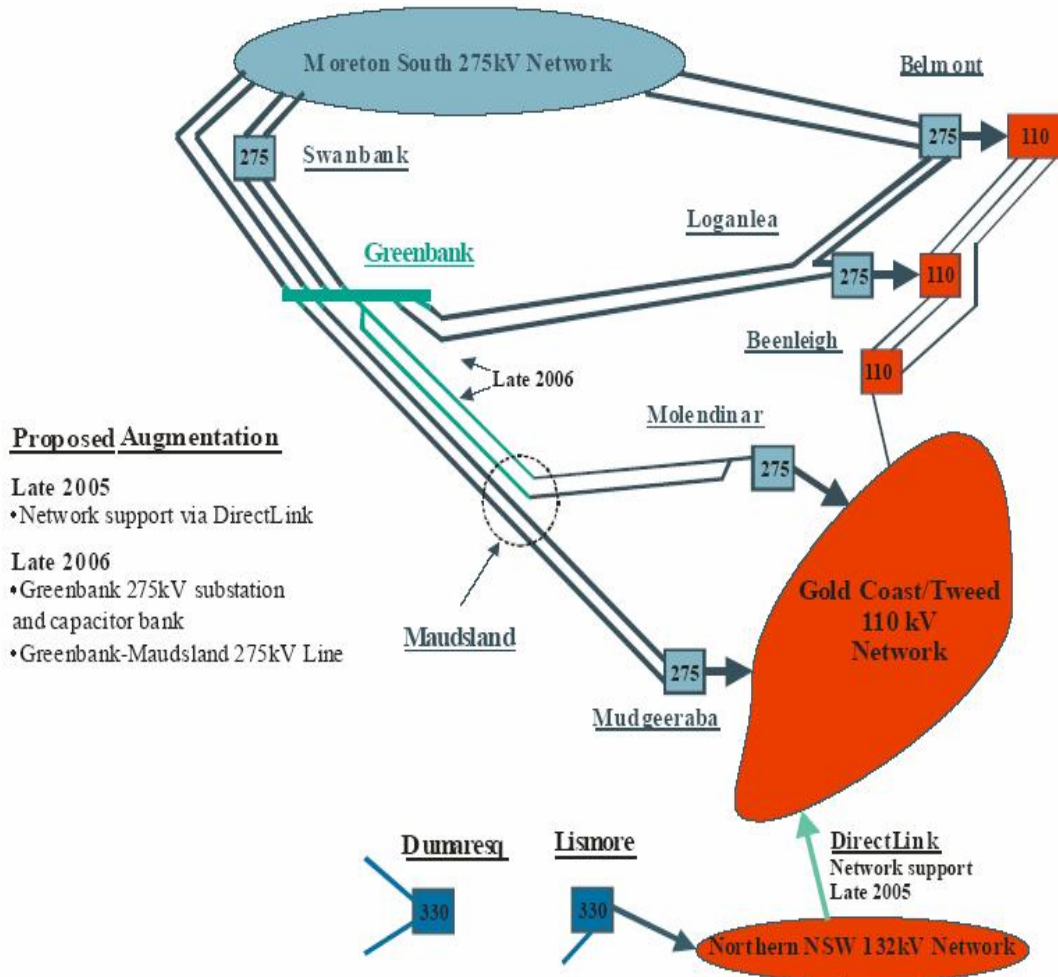 Moreton South 275kV Network
Belmont
275
110
275
Swanbank
Loganlea
Greenbank
275
110
Beenleigh
110
Late 2006
Molendinar
275
Proposed Augmentation
Late 2005
•Network support via DirectLink
Late 2006
•Greenbank 275kV substation
and capacitor bank
•Greenbank-Maudsland 275kV Line
Maudsland
Gold Coast/Tweed
110 kV
Network
275
Mudgeeraba
Dumaresq
Lismore
330
330
DirectLink
Network support
Late 2005
Northern NSW 132kV Network